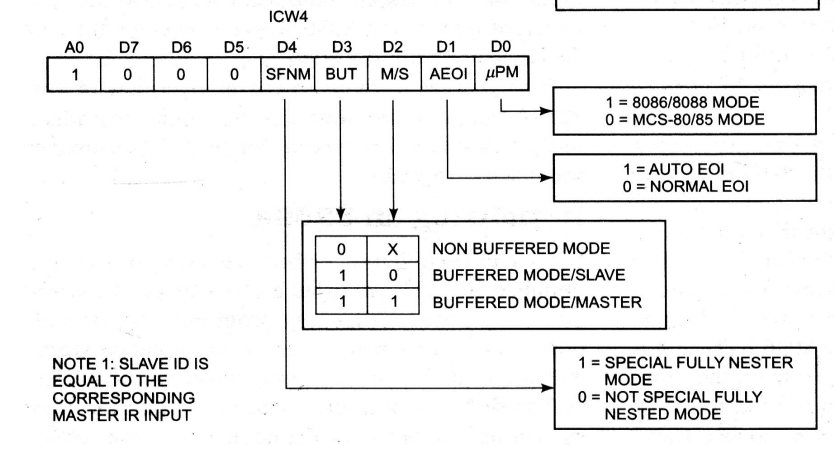 ICW4
A0 D7 D6 D5 D4 D3 D2 D1 D0
1 0 0 0 SFNM BUT M/S AEOI μPM
1 = 8086/8088 MODE
0 = MCS-80/85 MODE
1 = AUTO EOI
0 = NORMAL EOI
0 X NON BUFFERED MODE
1 0 BUFFERED MODE/SLAVE
1 1 BUFFERED MODE/MASTER
NOTE 1: SLAVE ID IS
EQUAL TO THE
CORRESPONDING
MASTER IR INPUT
1 = SPECIAL FULLY NESTER
MODE
0 = NOT SPECIAL FULLY
NESTED MODE